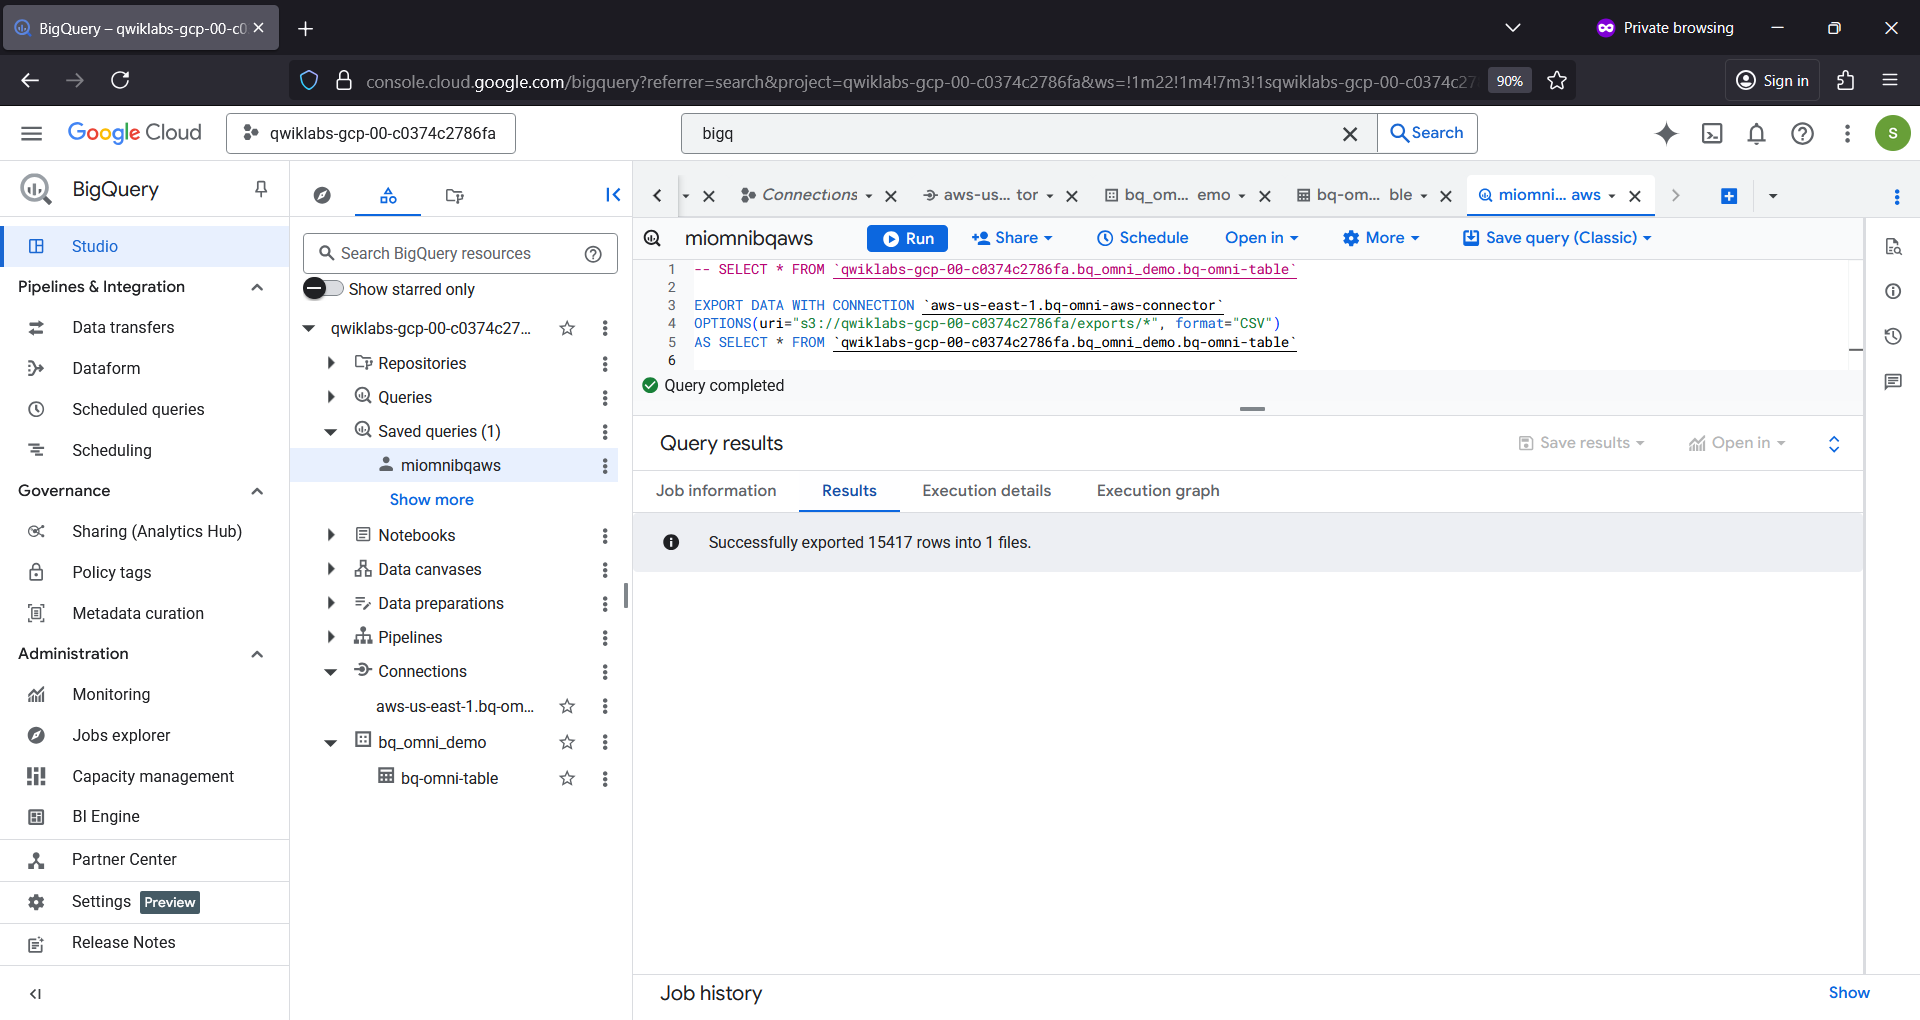 BigQuery – qwiklabs-gcp-00-c0
Private browsing
console.cloud.google.com/bigquery?referrer=search&project=qwiklabs-gcp-00-c0374c2786fa&ws=!1m22!1m4!7m3!1sqwiklabs-gcp-00-c0374c27
90%
Sign in
Google Cloud
qwiklabs-gcp-00-c0374c2786fa
bigq
Search
S
BigQuery
Studio
Pipelines & Integration
Data transfers
Dataform
Scheduled queries
Scheduling
Governance
Sharing (Analytics Hub)
Policy tags
Metadata curation
Administration
Monitoring
Jobs explorer
Capacity management
BI Engine
Partner Center
Settings Preview
Release Notes
Search BigQuery resources
Show starred only
qwiklabs-gcp-00-c0374c27...
Repositories
Queries
Saved queries (1)
miomnibqaws
Show more
Notebooks
Data canvases
Data preparations
Pipelines
Connections
aws-us-east-1.bq-om...
bq_omni_demo
bq-omni-table
Connections
aws-us... tor
bq_om... emo
bq-om... ble
miomni... aws
miomnibqaws
Run
Share
Schedule
Open in
More
Save query (Classic)
1 -- SELECT * FROM `qwiklabs-gcp-00-c0374c2786fa.bq_omni_demo.bq-omni-table`
2
3 EXPORT DATA WITH CONNECTION `aws-us-east-1.bq-omni-aws-connector`
4 OPTIONS(uri="s3://qwiklabs-gcp-00-c0374c2786fa/exports/*", format="CSV")
5 AS SELECT * FROM `qwiklabs-gcp-00-c0374c2786fa.bq_omni_demo.bq-omni-table`
6
Query completed
Query results
Save results
Open in
Job information
Results
Execution details
Execution graph
Successfully exported 15417 rows into 1 files.
Job history
Show